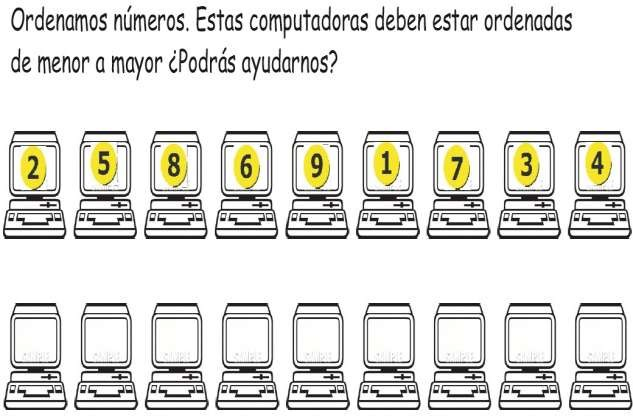 Ordenamos números. Estas computadoras deben estar ordenadas
de menor a mayor ¿Podrás ayudarnos?
2 5 8 6 9 1 7 3 4